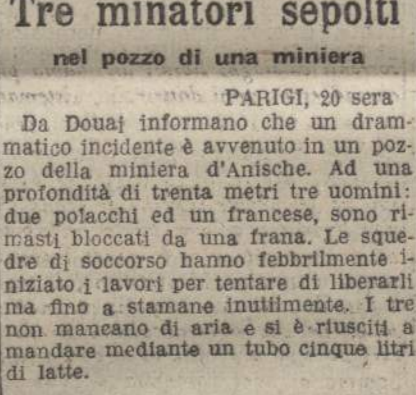 Tre minatori sepolti
nel pozzo di una miniera
PARIGI, 20 sera
Da Douai informano che un dram-
matico incidente è avvenuto in un poz-
zo della miniera d'Anische. Ad una
profondità di trenta metri tre uomini:
due polacchi ed un francese, sono ri-
masti bloccati da una frana. Le sque-
dre di soccorso hanno febbrilmente i-
niziato i lavori per tentare di liberarli
ma fino a stamane inutilmente. I tre
non mancano di aria e si è riusciti a
mandare mediante un tubo cinque litri
di latte.